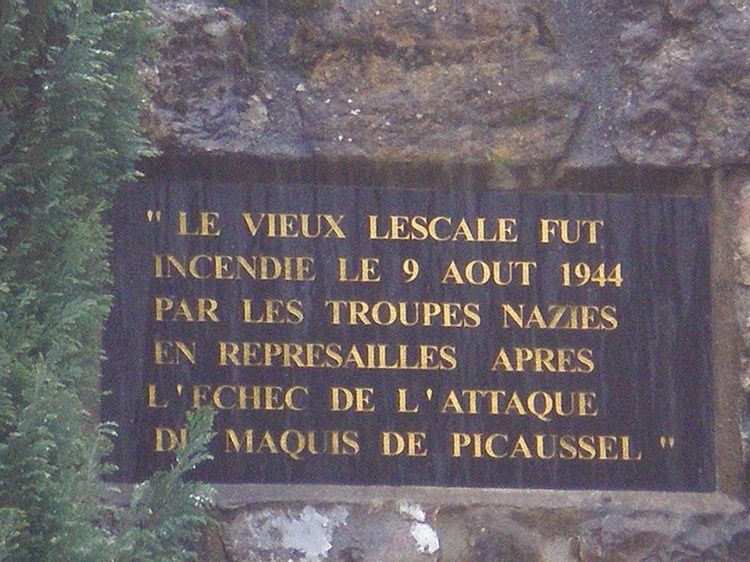 " LE VIEUX LESCALE FUT
INCENDIE LE 9 AOUT 1944
PAR LES TROUPES NAZIES
EN REPRESAILLES APRES
L'ECHEC DE L'ATTAQUE
DU MAQUIS DE PICAUSSEL "